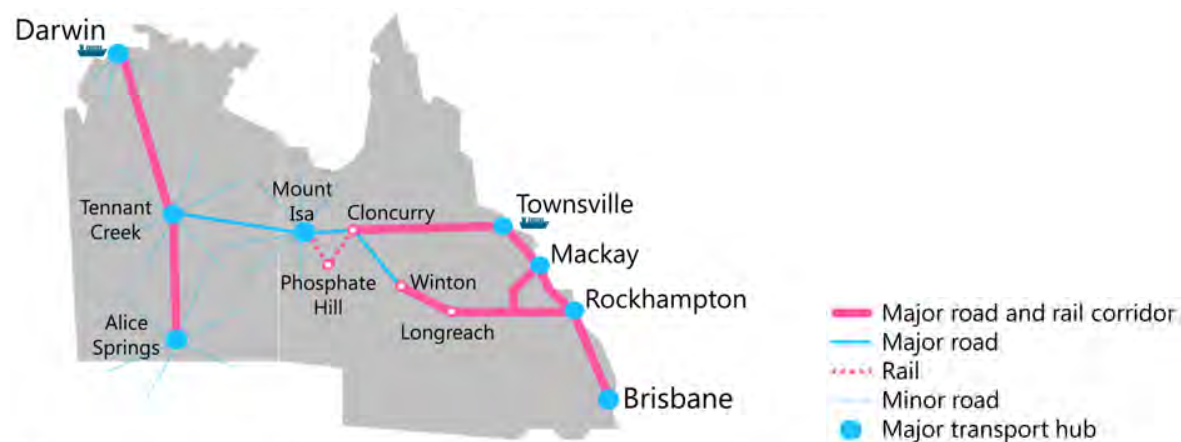 Darwin
Tennant
Creek
Mount
Isa
Cloncurry
Townsville
Mackay
Phosphate
Hill
Winton
Rockhampton
Longreach
Alice
Springs
Brisbane
Major road and rail corridor
Major road
Rail
Minor road
Major transport hub